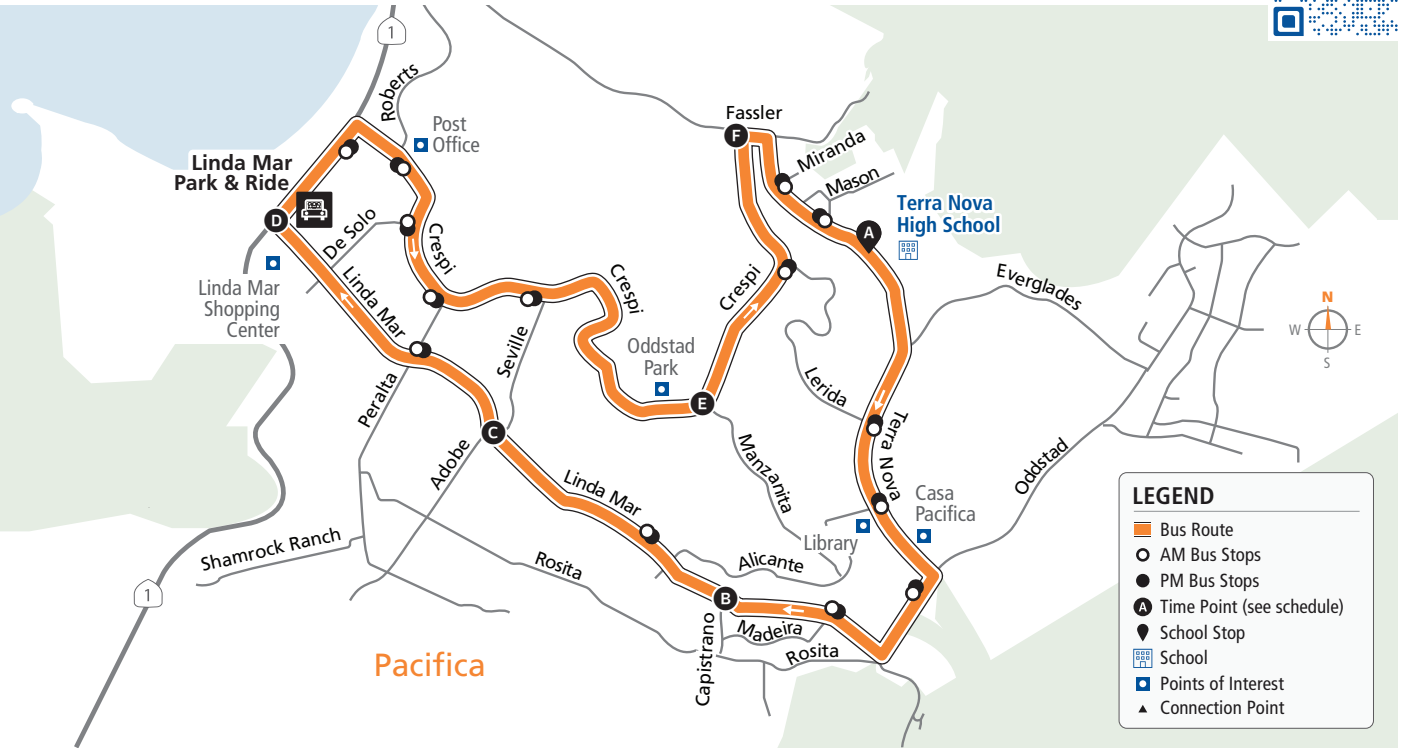 1
Roberts
Post
Office
Fassler
Miranda
Mason
Linda Mar
Park & Ride
Terra Nova
High School
F
A
D
De Solo
Crespi
Linda Mar
Shopping
Center
Linda Mar
Crespi
Crespi
Everglades
N
W
E
S
Seville
Oddstad
Park
E
Lerida
Peralta
C
Adobe
Manzanita
Terra Nova
Oddstad
Linda Mar
Casa
Pacifica
Library
Shamrock Ranch
Rosita
Alicante
1
B
Madeira
Capistrano
Rosita
Pacifica
LEGEND
Bus Route
AM Bus Stops
PM Bus Stops
A Time Point (see schedule)
School Stop
School
Points of Interest
Connection Point